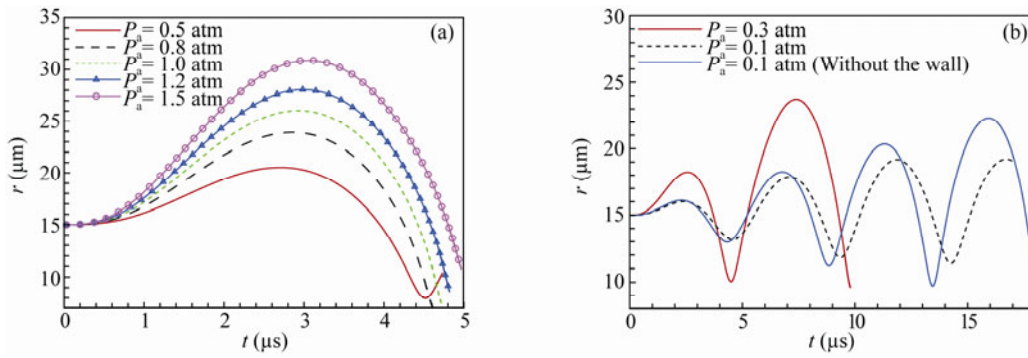 35
30
25
20
15
10
r (μm)
Pa= 0.5 atm
Pa= 0.8 atm
Pa= 1.0 atm
Pa= 1.2 atm
Pa= 1.5 atm
(a)
0 1 2 3 4 5
t (μs)
30
25
20
15
10
r (μm)
Pa= 0.3 atm
Pa= 0.1 atm
Pa= 0.1 atm (Without the wall)
(b)
0 5 10 15
t (μs)